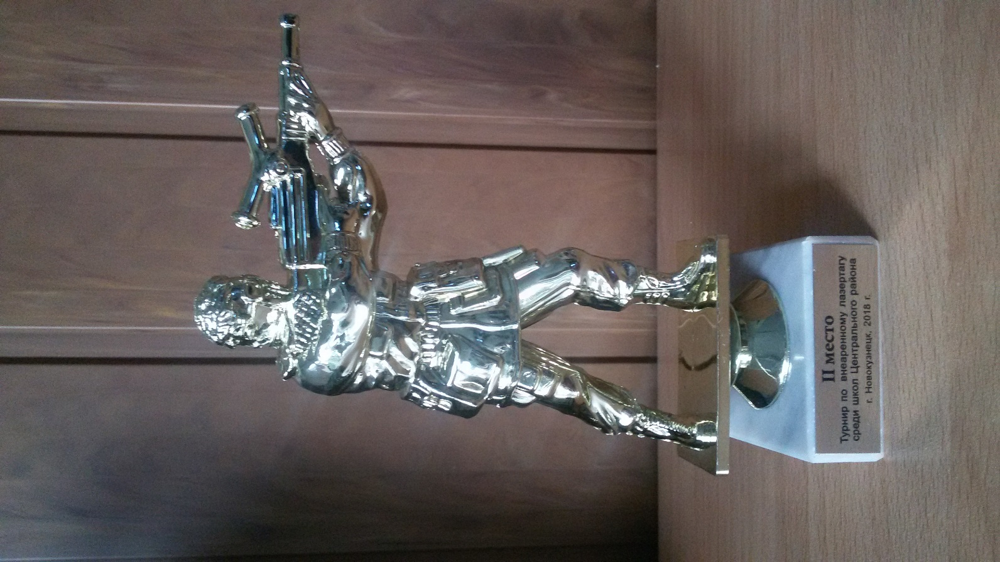 II место
Турнир по внеаренному лазертагу
среди школ Центрального района
г. Новокузнецк, 2018 г.